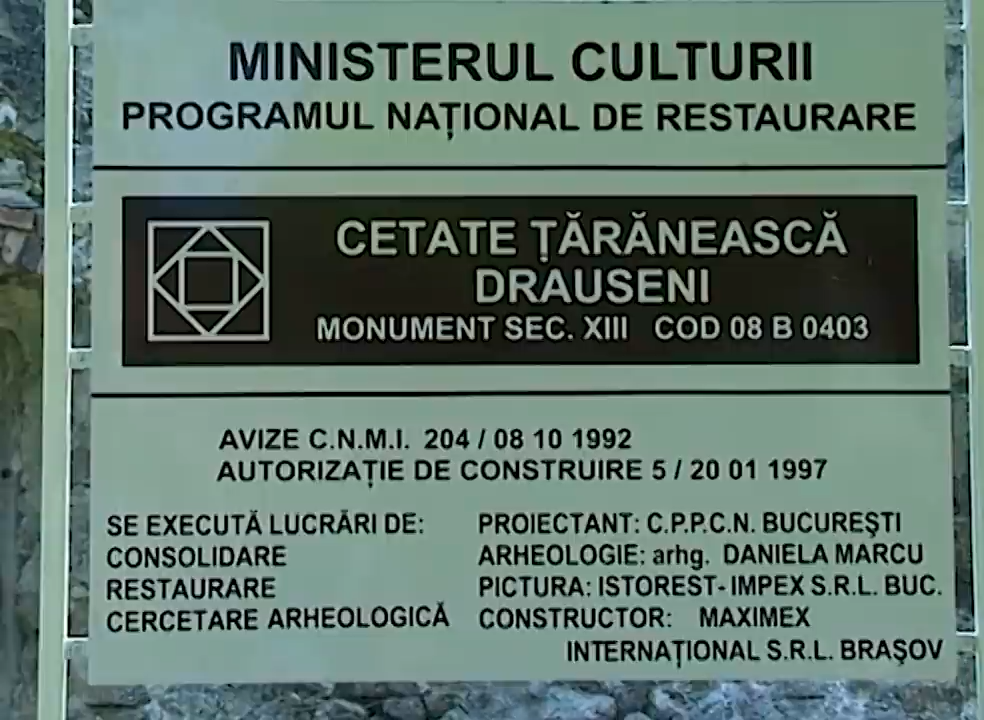 MINISTERUL CULTURII
PROGRAMUL NAȚIONAL DE RESTAURARE
CETATE ȚĂRĂNEASCĂ
DRAUSENI
MONUMENT SEC. XIII COD 08 B 0403
AVIZE C.N.M.I. 204 / 08 10 1992
AUTORIZAȚIE DE CONSTRUIRE 5 / 20 01 1997
SE EXECUTĂ LUCRĂRI DE:
CONSOLIDARE
RESTAURARE
CERCETARE ARHEOLOGICĂ
PROIECTANT: C.P.P.C.N. BUCUREȘTI
ARHEOLOGIE: arhg. DANIELA MARCU
PICTURA: ISTOREST-IMPEX S.R.L. BUC.
CONSTRUCTOR: MAXIMEX
INTERNAȚIONAL S.R.L. BRAȘOV